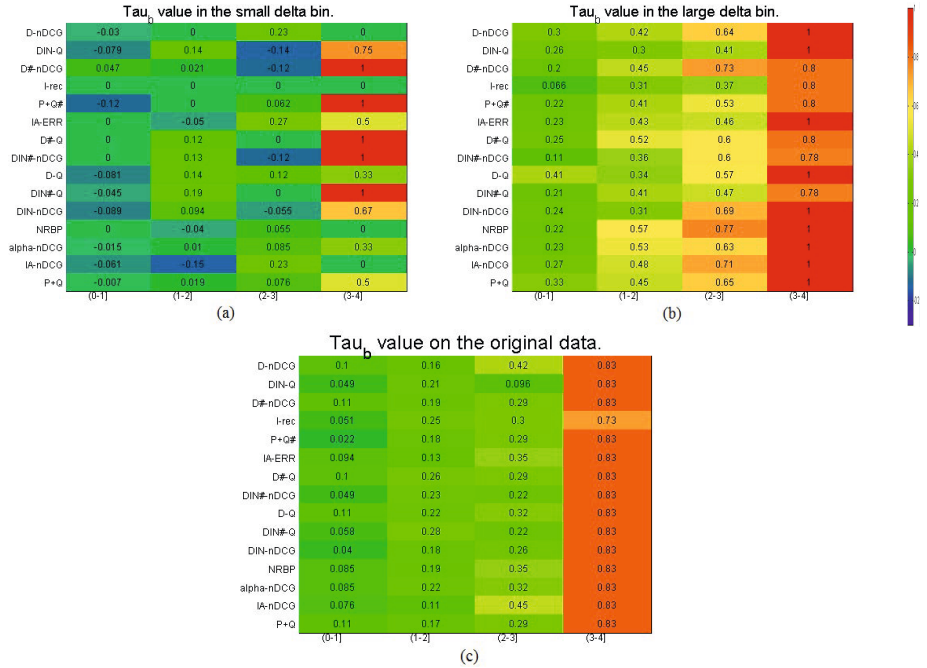 Tau_b value in the small delta bin.
D-nDCG -0.03 0 0.23 0
DIN-Q -0.079 0.14 -0.14 0.75
D#-nDCG 0.047 0.021 -0.12 1
I-rec 0 0 0 0
P+Q# -0.12 0 0.062 1
IA-ERR 0 -0.05 0.27 0.5
D#-Q 0 0.12 0 1
DIN#-nDCG 0 0.13 -0.12 1
D-Q -0.081 0.14 0.12 0.33
DIN#-Q -0.045 0.19 0 1
DIN-nDCG -0.089 0.094 -0.055 0.67
NRBP 0 -0.04 0.055 0
alpha-nDCG -0.015 0.01 0.085 0.33
IA-nDCG -0.061 -0.15 0.23 0
P+Q -0.007 0.019 0.076 0.5
(0-1] (1-2] (2-3] (3-4]
(a)
Tau_b value in the large delta bin.
D-nDCG 0.3 0.42 0.64 1
DIN-Q 0.26 0.3 0.41 1
D#-nDCG 0.2 0.45 0.73 0.8
I-rec 0.066 0.31 0.37 0.8
P+Q# 0.22 0.41 0.53 0.8
IA-ERR 0.23 0.43 0.46 1
D#-Q 0.25 0.52 0.6 0.8
DIN#-nDCG 0.11 0.36 0.6 0.78
D-Q 0.41 0.34 0.57 1
DIN#-Q 0.21 0.41 0.47 0.78
DIN-nDCG 0.24 0.31 0.69 1
NRBP 0.22 0.57 0.77 1
alpha-nDCG 0.23 0.53 0.63 1
IA-nDCG 0.27 0.48 0.71 1
P+Q 0.33 0.45 0.65 1
(0-1] (1-2] (2-3] (3-4]
(b)
Tau_b value on the original data.
D-nDCG 0.1 0.16 0.42 0.83
DIN-Q 0.049 0.21 0.096 0.83
D#-nDCG 0.11 0.19 0.29 0.83
I-rec 0.051 0.25 0.3 0.73
P+Q# 0.022 0.18 0.29 0.83
IA-ERR 0.094 0.13 0.35 0.83
D#-Q 0.1 0.26 0.29 0.83
DIN#-nDCG 0.049 0.23 0.22 0.83
D-Q 0.11 0.22 0.32 0.83
DIN#-Q 0.058 0.28 0.22 0.83
DIN-nDCG 0.04 0.18 0.26 0.83
NRBP 0.085 0.19 0.35 0.83
alpha-nDCG 0.085 0.22 0.32 0.83
IA-nDCG 0.076 0.11 0.45 0.83
P+Q 0.11 0.17 0.29 0.83
(0-1] (1-2] (2-3] (3-4]
(c)